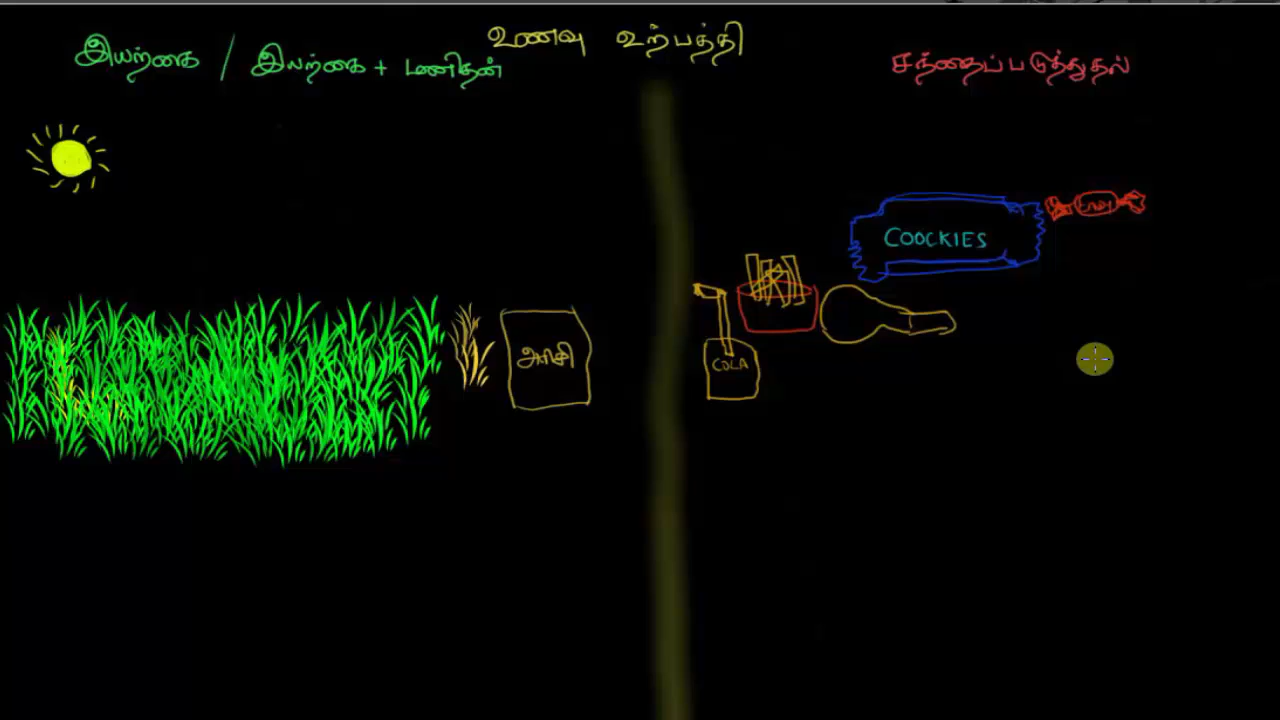 உணவு உற்பத்தி
இயற்கை / இயற்கை + மனிதன்
சந்தைப்படுத்துதல்
COOCKIES
அரிசி
COLA